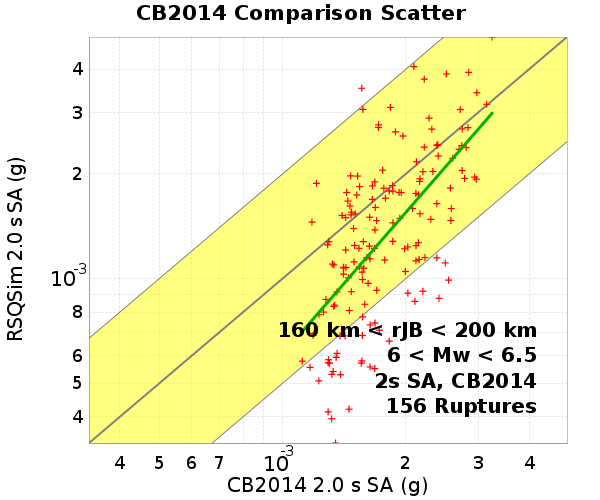 CB2014 Comparison Scatter
RSQSim 2.0 s SA (g)
4
3
2
10-3
8
6
5
4
160 km < rJB < 200 km
6 < Mw < 6.5
2s SA, CB2014
156 Ruptures
4 5 6 7 10-3 2 3 4
CB2014 2.0 s SA (g)